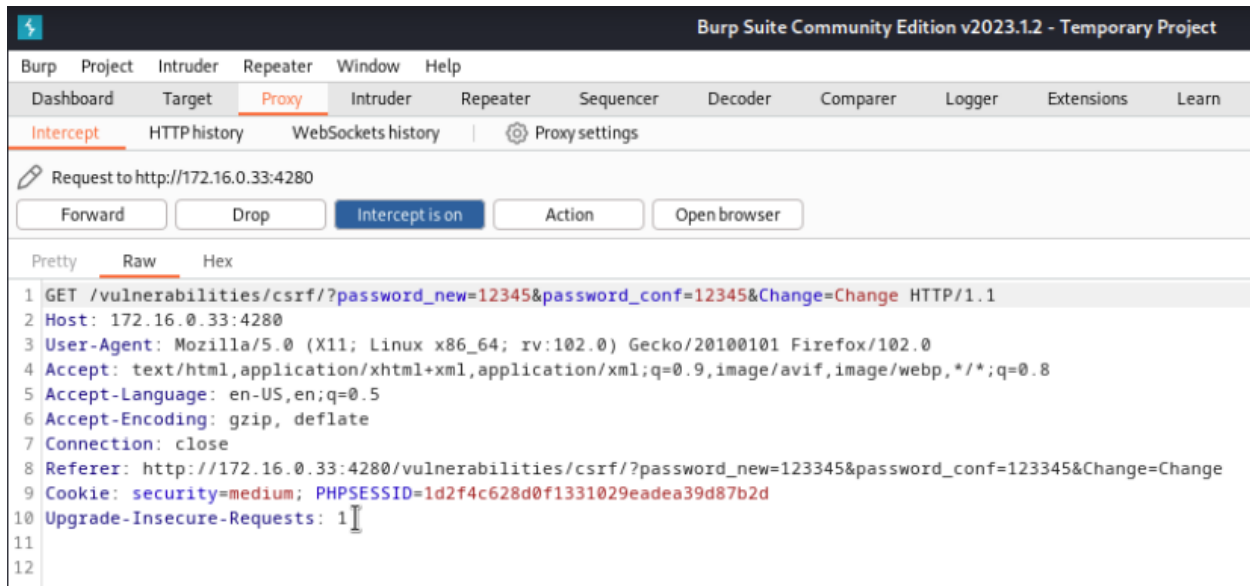 Burp Suite Community Edition v2023.1.2 - Temporary Project
Burp Project Intruder Repeater Window Help
Dashboard Target Proxy Intruder Repeater Sequencer Decoder Comparer Logger Extensions Learn
Intercept HTTP history WebSockets history Proxy settings
Request to http://172.16.0.33:4280
Forward Drop Intercept is on Action Open browser
Pretty Raw Hex
1 GET /vulnerabilities/csrf/?password_new=12345&password_conf=12345&Change=Change HTTP/1.1
2 Host: 172.16.0.33:4280
3 User-Agent: Mozilla/5.0 (X11; Linux x86_64; rv:102.0) Gecko/20100101 Firefox/102.0
4 Accept: text/html,application/xhtml+xml,application/xml;q=0.9,image/avif,image/webp,*/*;q=0.8
5 Accept-Language: en-US,en;q=0.5
6 Accept-Encoding: gzip, deflate
7 Connection: close
8 Referer: http://172.16.0.33:4280/vulnerabilities/csrf/?password_new=123345&password_conf=123345&Change=Change
9 Cookie: security=medium; PHPSESSID=1d2f4c628d0f1331029eadea39d87b2d
10 Upgrade-Insecure-Requests: 1
11
12